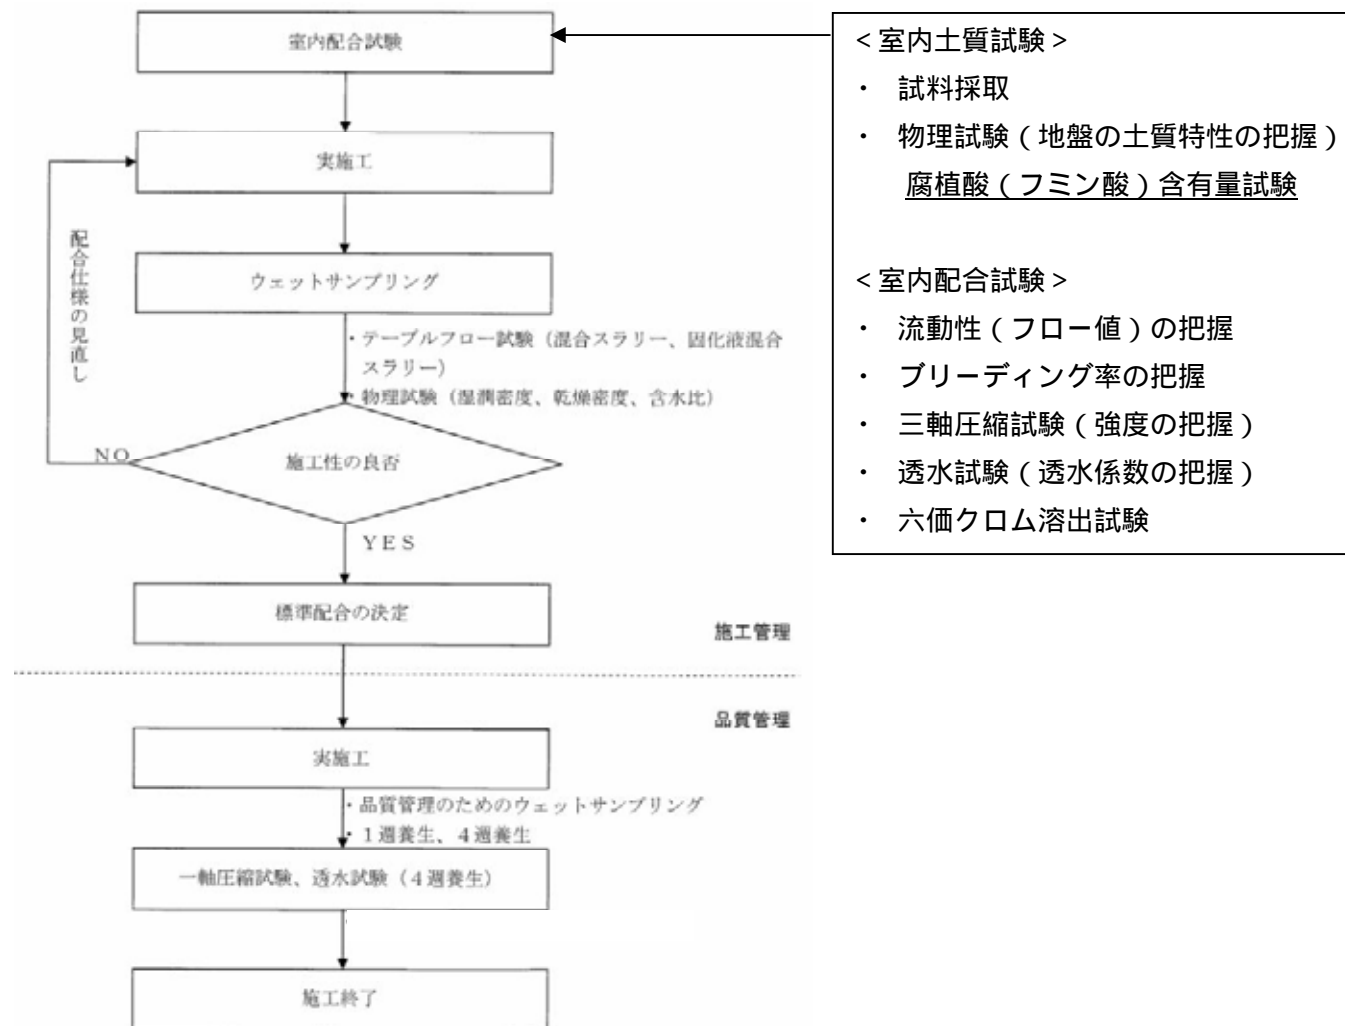 室内配合試験
実施工
ウェットサンプリング
・テーブルフロー試験（混合スラリー、固化液混合
スラリー）
・物理試験（湿潤密度、乾燥密度、含水比）
配合仕様の見直し
NO
施工性の良否
YES
標準配合の決定
施工管理
品質管理
実施工
・品質管理のためのウェットサンプリング
・１週養生、４週養生
一軸圧縮試験、透水試験（４週養生）
施工終了
＜室内土質試験＞
・ 試料採取
・ 物理試験（地盤の土質特性の把握）
腐植酸（フミン酸）含有量試験
＜室内配合試験＞
・ 流動性（フロー値）の把握
・ ブリーディング率の把握
・ 三軸圧縮試験（強度の把握）
・ 透水試験（透水係数の把握）
・ 六価クロム溶出試験